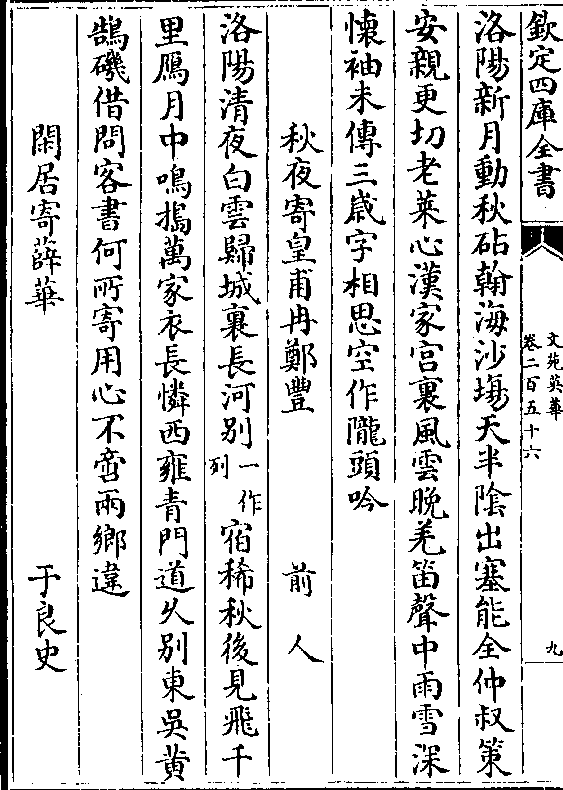 欽定四庫全書
文苑英華
卷二百五十六
九
洛陽新月動秋砧瀚海沙場天半陰出塞能全仲叔策
安親更切老萊心漢家宮裏風雲晚羌笛聲中雨雪深
懷袖未傳三歲字相思空作隴頭吟
秋夜寄皇甫冉鄭豐 前人
洛陽清夜白雲歸城裏長河别一作列宿稀秋後見飛千
里鴈月中鳴擣萬家衣長憐西雍青門道久别東吳黄
鵠磯借問客書何所寄用心不啻兩鄉違
閑居寄薛華 于良史